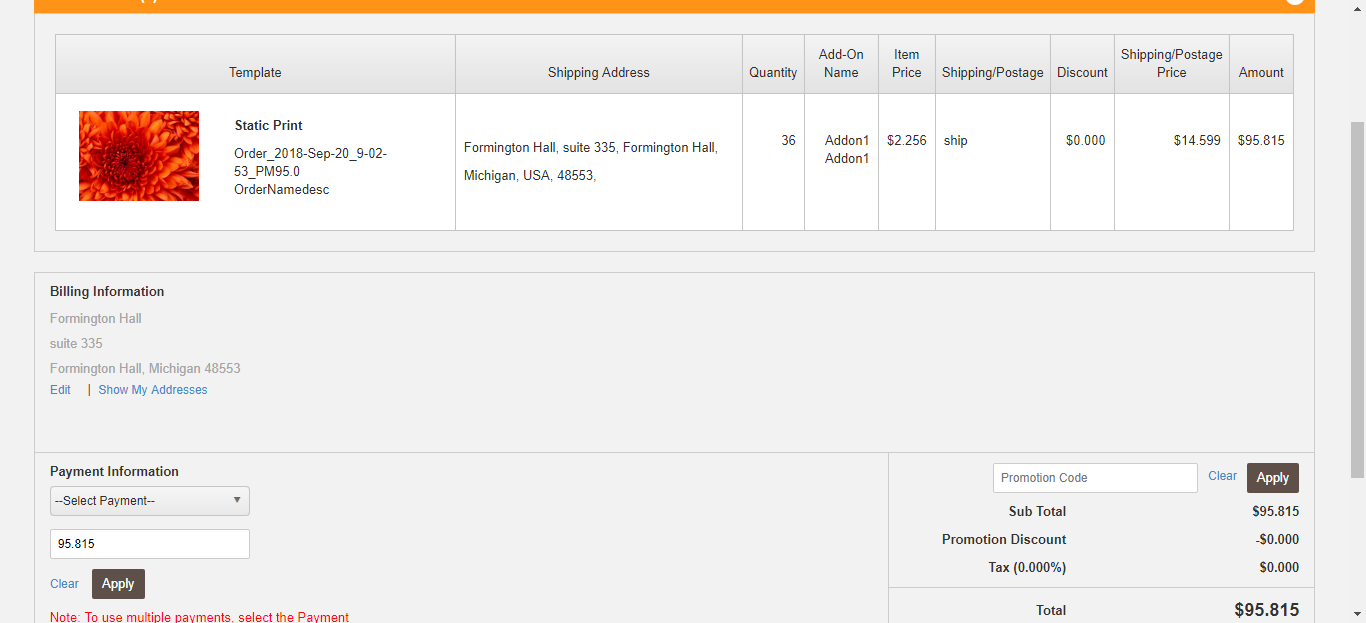 Template
Shipping Address
Quantity
Add-On
Name
Item
Price
Shipping/Postage
Discount
Shipping/Postage
Price
Amount
Static Print
Order_2018-Sep-20_9-02-
53_PM95.0
OrderNamedesc
Formington Hall, suite 335, Formington Hall,
Michigan, USA, 48553,
36
Addon1
Addon1
$2.256
ship
$0.000
$14.599
$95.815
Billing Information
Formington Hall
suite 335
Formington Hall, Michigan 48553
Edit | Show My Addresses
Payment Information
--Select Payment--
95.815
Clear Apply
Note: To use multiple payments, select the Payment
Promotion Code Clear Apply
Sub Total $95.815
Promotion Discount -$0.000
Tax (0.000%) $0.000
Total $95.815